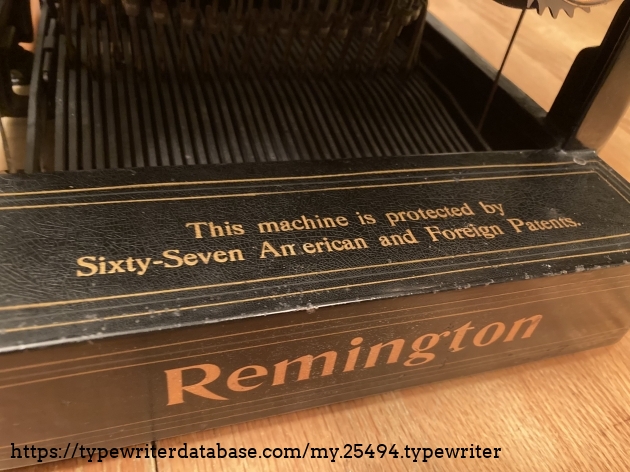 This machine is protected by
Sixty-Seven American and Foreign Patents.
Remington
https://typewriterdatabase.com/my.25494.typewriter